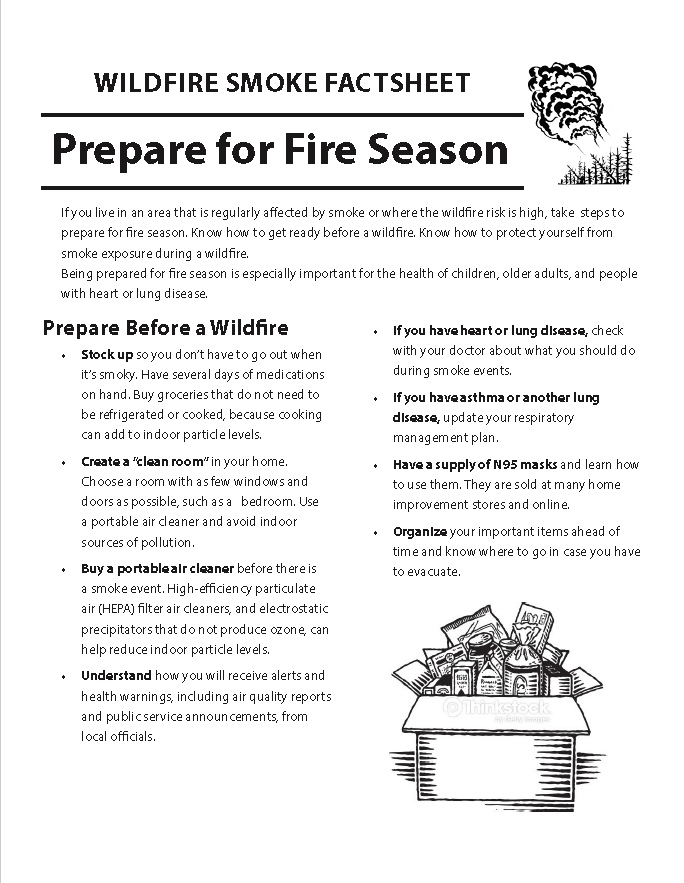 WILDFIRE SMOKE FACTSHEET
Prepare for Fire Season
If you live in an area that is regularly affected by smoke or where the wildfire risk is high, take steps to
prepare for fire season. Know how to get ready before a wildfire. Know how to protect yourself from
smoke exposure during a wildfire.
Being prepared for fire season is especially important for the health of children, older adults, and people
with heart or lung disease.
Prepare Before a Wildfire
• Stock up so you don't have to go out when
it's smoky. Have several days of medications
on hand. Buy groceries that do not need to
be refrigerated or cooked, because cooking
can add to indoor particle levels.
• Create a "clean room" in your home.
Choose a room with as few windows and
doors as possible, such as a bedroom. Use
a portable air cleaner and avoid indoor
sources of pollution.
• Buy a portable air cleaner before there is
a smoke event. High-efficiency particulate
air (HEPA) filter air cleaners, and electrostatic
precipitators that do not produce ozone, can
help reduce indoor particle levels.
• Understand how you will receive alerts and
health warnings, including air quality reports
and public service announcements, from
local officials.
• If you have heart or lung disease, check
with your doctor about what you should do
during smoke events.
• If you have asthma or another lung
disease, update your respiratory
management plan.
• Have a supply of N95 masks and learn how
to use them. They are sold at many home
improvement stores and online.
• Organize your important items ahead of
time and know where to go in case you have
to evacuate.
Thinkstock
by Getty Images